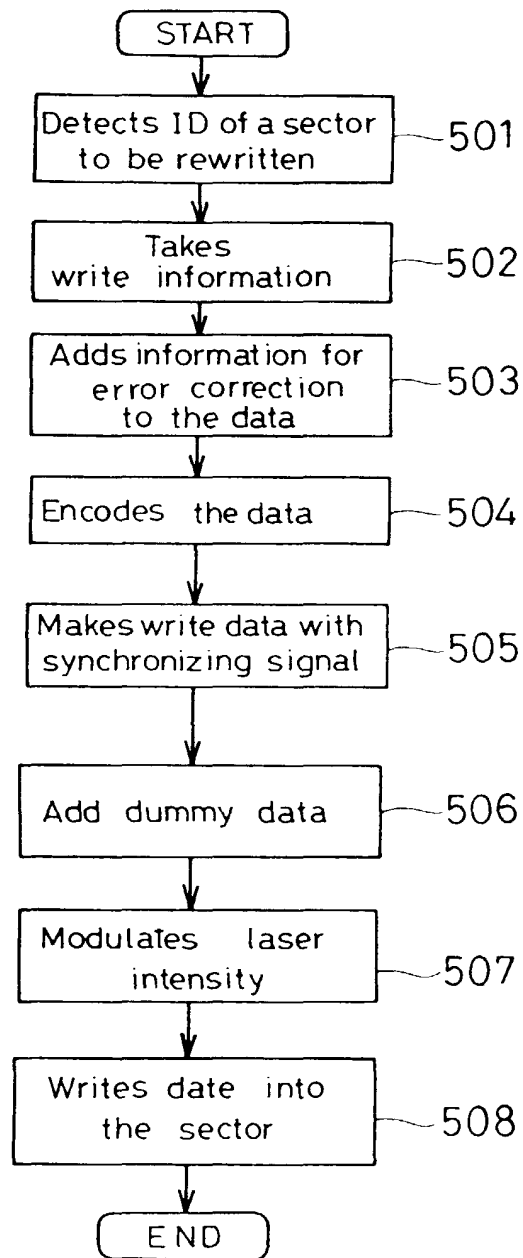 START
Detects ID of a sector
to be rewritten
501
Takes
write information
502
Adds information for
error correction
to the data
503
Encodes the data
504
Makes write data with
synchronizing signal
505
Add dummy data
506
Modulates laser
intensity
507
Writes date into
the sector
508
END